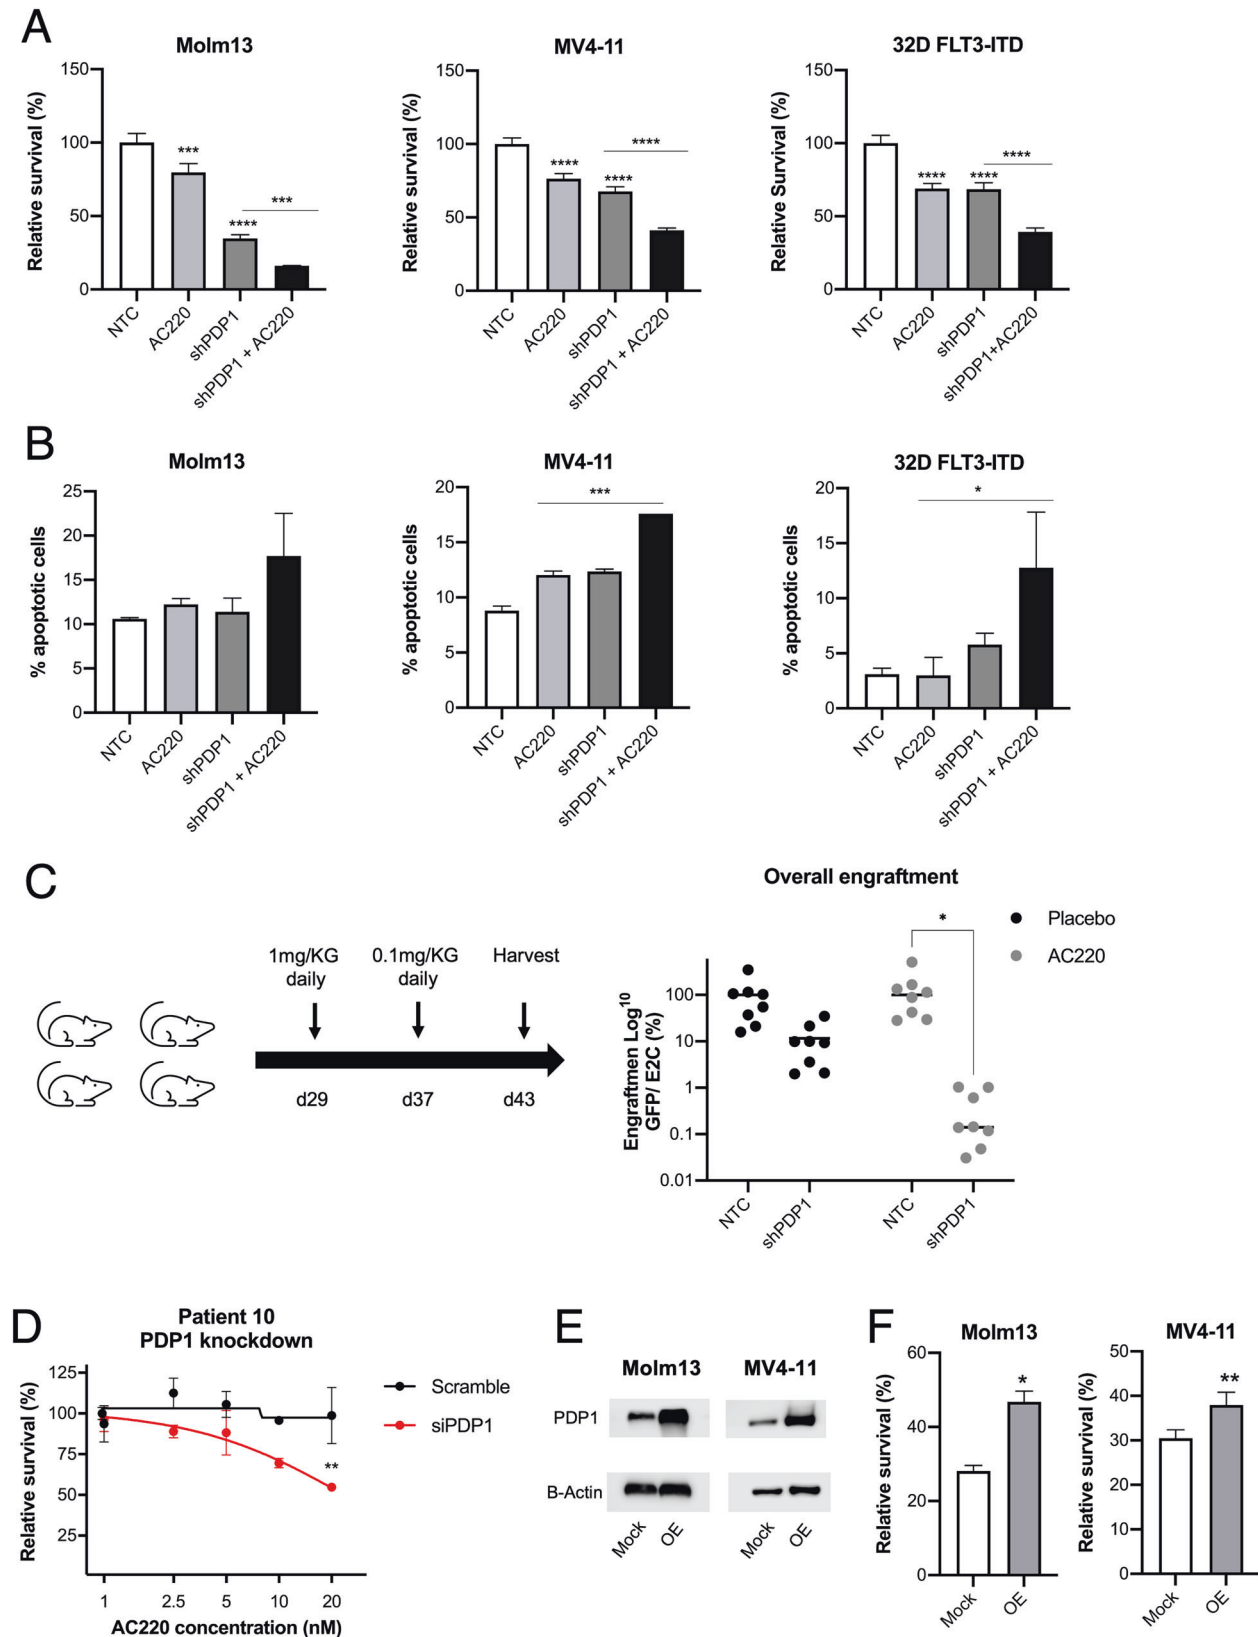 A
Molm13
Relative survival (%)
150
100
50
0
***
****
***
NTC
AC220
shPDP1
shPDP1 + AC220
MV4-11
Relative survival (%)
150
100
50
0
****
****
****
NTC
AC220
shPDP1
shPDP1 + AC220
32D FLT3-ITD
Relative Survival (%)
150
100
50
0
****
****
****
NTC
AC220
shPDP1
shPDP1+AC220
B
Molm13
% apoptotic cells
25
20
15
10
5
0
NTC
AC220
shPDP1
shPDP1 + AC220
MV4-11
% apoptotic cells
20
15
10
5
0
***
NTC
AC220
shPDP1
shPDP1 + AC220
32D FLT3-ITD
% apoptotic cells
20
15
10
5
0
*
NTC
AC220
shPDP1
shPDP1 + AC220
C
1mg/KG
daily
0.1mg/KG
daily
Harvest
d29
d37
d43
Overall engraftment
Engraftmen Log10
GFP/ E2C (%)
100
10
1
0.1
0.01
*
Placebo
AC220
NTC
shPDP1
NTC
shPDP1
D
Patient 10
PDP1 knockdown
Relative survival (%)
125
100
75
50
25
**
1
2.5
5
10
20
AC220 concentration (nM)
Scramble
siPDP1
E
Molm13
MV4-11
PDP1
B-Actin
Mock
OE
Mock
OE
F
Molm13
Relative survival (%)
60
40
20
0
*
Mock
OE
MV4-11
Relative survival (%)
50
40
30
20
10
0
**
Mock
OE